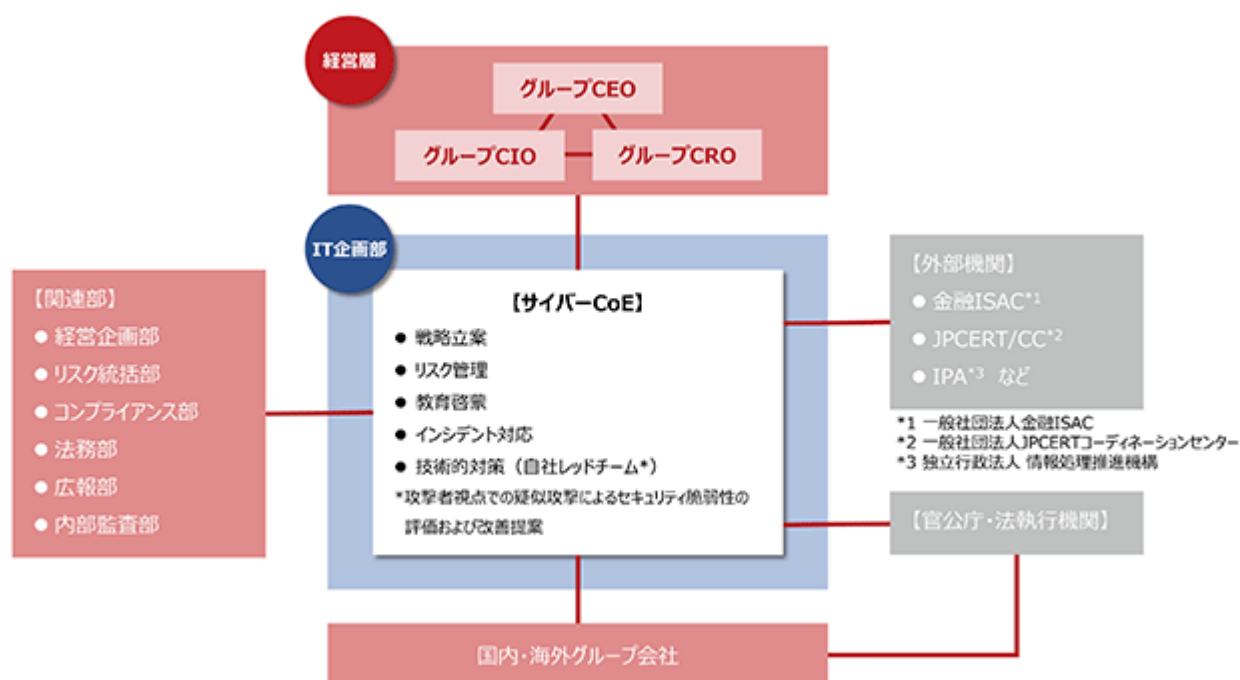 経営層
グループCEO
グループCIO
グループCRO
IT企画部
【サイバーCoE】
● 戦略立案
● リスク管理
● 教育啓蒙
● インシデント対応
● 技術的対策（自社レッドチーム*）
*攻撃者視点での疑似攻撃によるセキュリティ脆弱性の
評価および改善提案
【関連部】
● 経営企画部
● リスク統括部
● コンプライアンス部
● 法務部
● 広報部
● 内部監査部
【外部機関】
● 金融ISAC*1
● JPCERT/CC*2
● IPA*3 など
*1 一般社団法人金融ISAC
*2 一般社団法人JPCERTコーディネーションセンター
*3 独立行政法人 情報処理推進機構
【官公庁・法執行機関】
国内・海外グループ会社